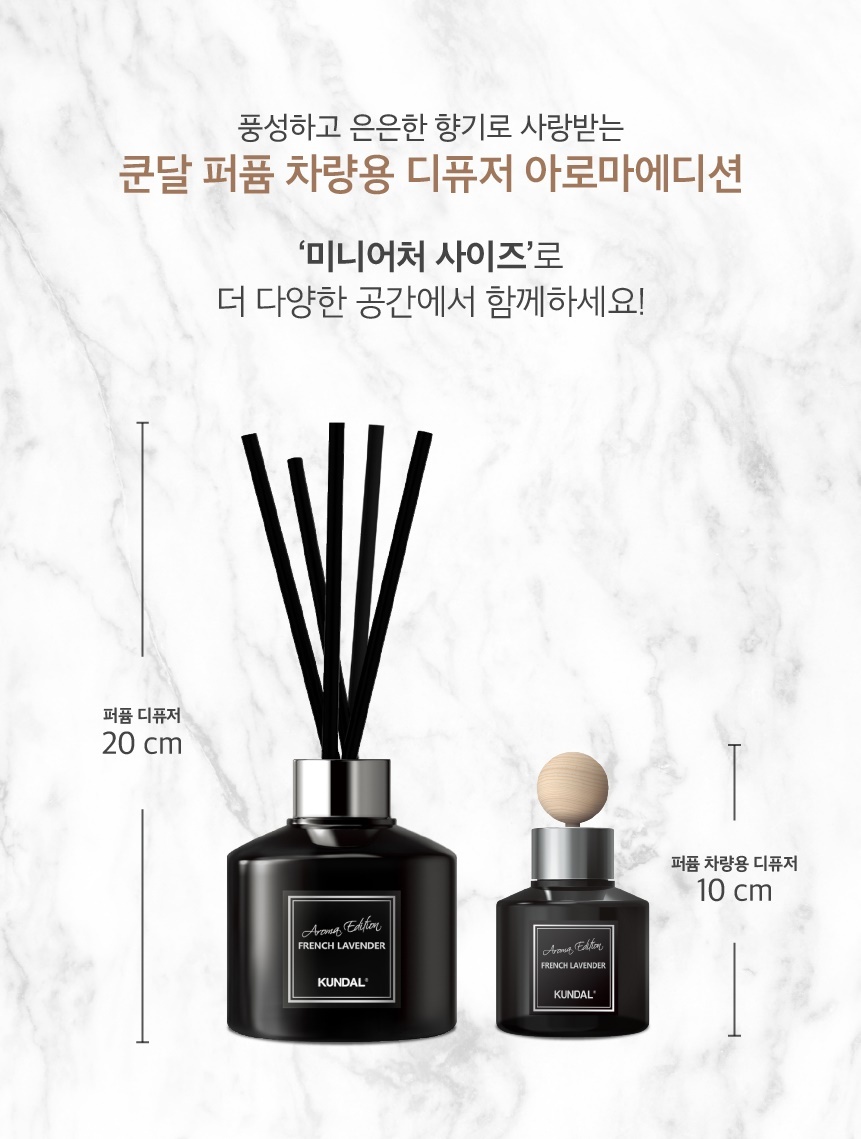 풍성하고 은은한 향기로 사랑받는
쿤달 퍼퓸 차량용 디퓨저 아로마에디션
‘미니어처 사이즈’로
더 다양한 공간에서 함께하세요!
퍼퓸 디퓨저
20 cm
퍼퓸 차량용 디퓨저
10 cm
Aroma Edition
FRENCH LAVENDER
KUNDAL®
Aroma Edition
FRENCH LAVENDER
KUNDAL®